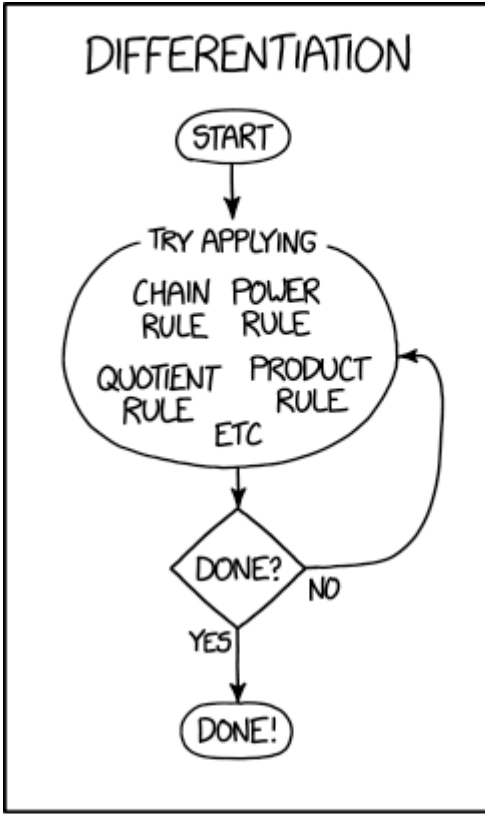 DIFFERENTIATION
START
TRY APPLYING
CHAIN RULE
POWER RULE
QUOTIENT RULE
PRODUCT RULE
ETC
DONE?
NO
YES
DONE!